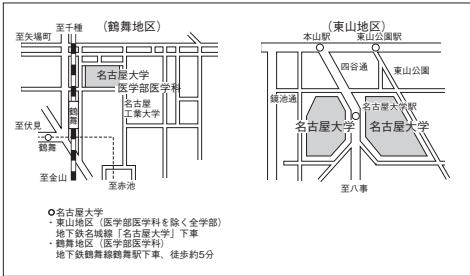 (鶴舞地区)
至千種
至矢場町
名古屋大学
医学部医学科
名古屋
工業大学
鶴舞
至伏見
鶴舞
至金山
至赤池
(東山地区)
本山駅
東山公園駅
四谷通
東山公園
鏡池通
名古屋大学駅
名古屋大学
名古屋大学
至八事
○名古屋大学
・東山地区(医学部医学科を除く全学部)
地下鉄名城線「名古屋大学」下車
・鶴舞地区(医学部医学科)
地下鉄鶴舞線鶴舞駅下車、徒歩約5分